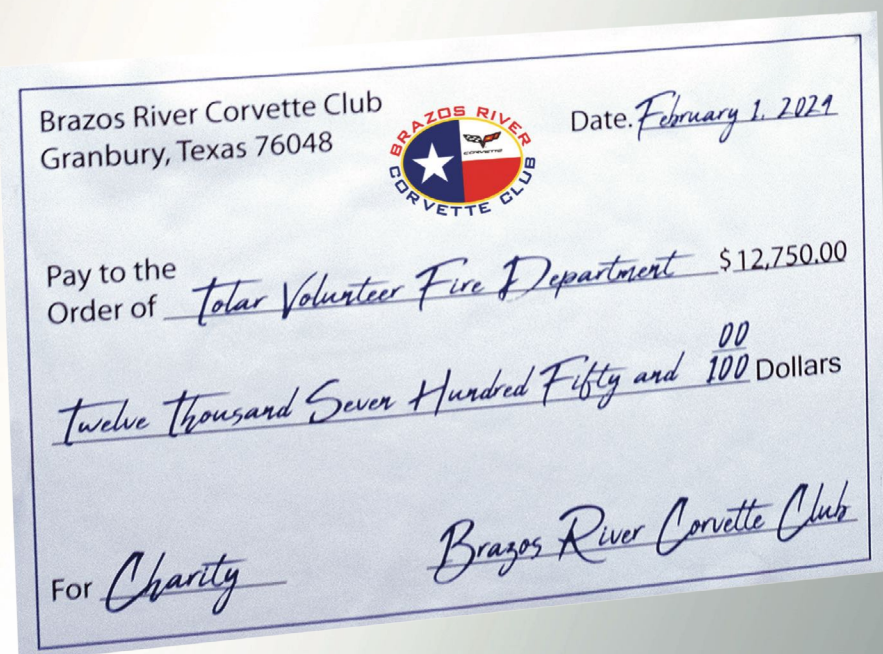 Brazos River Corvette Club
Granbury, Texas 76048
BRAZOS RIVER
CORVETTE
CORVETTE CLUB
Date. February 1, 2024
Pay to the
Order of Tolar Volunteer Fire Department $12,750.00
Twelve Thousand Seven Hundred Fifty and 00/100 Dollars
For Charity
Brazos River Corvette Club